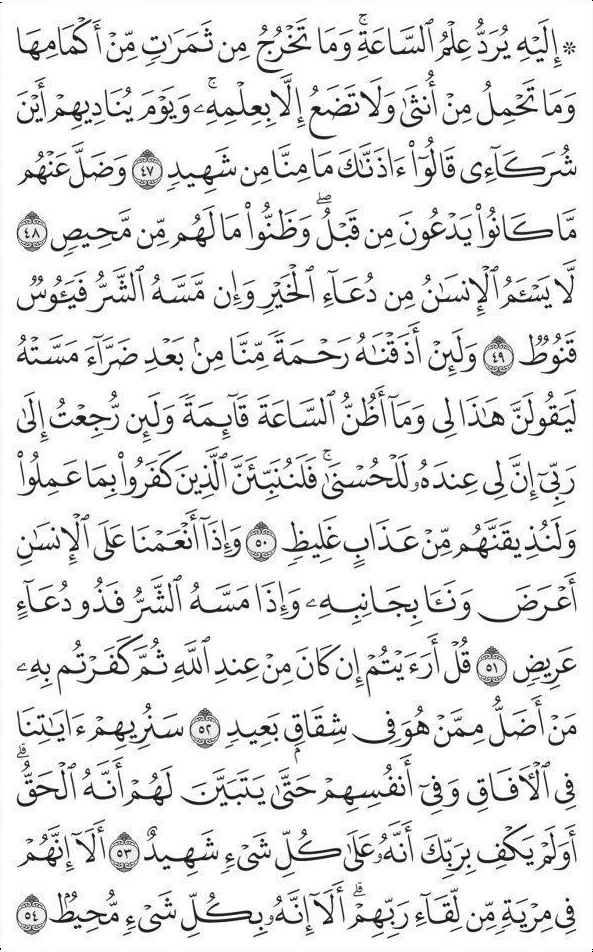 ۞ إِلَيْهِ يُرَدُّ عِلْمُ ٱلسَّاعَةِۚ وَمَا تَخْرُجُ مِن ثَمَرَٰتٖ مِّنْ أَكْمَامِهَا
وَمَا تَحْمِلُ مِنْ أُنثَىٰ وَلَا تَضَعُ إِلَّا بِعِلْمِهِۦۚ وَيَوْمَ يُنَادِيهِمْ أَيْنَ
شُرَكَآءِي قَالُوٓاْ ءَاذَنَّٰكَ مَا مِنَّا مِن شَهِيدٖ ٤٧ وَضَلَّ عَنْهُم
مَّا كَانُواْ يَدْعُونَ مِن قَبْلُۖ وَظَنُّواْ مَا لَهُم مِّن مَّحِيصٖ ٤٨
لَّا يَسْـَٔمُ ٱلْإِنسَٰنُ مِن دُعَآءِ ٱلْخَيْرِ وَإِن مَّسَّهُ ٱلشَّرُّ فَيَـُٔوسٞ
قَنُوطٞ ٤٩ وَلَئِنْ أَذَقْنَٰهُ رَحْمَةٗ مِّنَّا مِنۢ بَعْدِ ضَرَّآءَ مَسَّتْهُ
لَيَقُولَنَّ هَٰذَا لِي وَمَآ أَظُنُّ ٱلسَّاعَةَ قَآئِمَةٗ وَلَئِن رُّجِعْتُ إِلَىٰ
رَبِّيٓ إِنَّ لِي عِندَهُۥ لَلْحُسْنَىٰۚ فَلَنُنَبِّئَنَّ ٱلَّذِينَ كَفَرُواْ بِمَا عَمِلُواْ
وَلَنُذِيقَنَّهُم مِّنْ عَذَابٍ غَلِيظٖ ٥٠ وَإِذَآ أَنْعَمْنَا عَلَى ٱلْإِنسَٰنِ
أَعْرَضَ وَنَـَٔا بِجَانِبِهِۦ وَإِذَا مَسَّهُ ٱلشَّرُّ فَذُو دُعَآءٍ
عَرِيضٖ ٥١ قُلْ أَرَءَيْتُمْ إِن كَانَ مِنْ عِندِ ٱللَّهِ ثُمَّ كَفَرْتُم بِهِۦ
مَنْ أَضَلُّ مِمَّنْ هُوَ فِي شِقَاقِۭ بَعِيدٖ ٥٢ سَنُرِيهِمْ ءَايَٰتِنَا
فِي ٱلْأٓفَاقِ وَفِيٓ أَنفُسِهِمْ حَتَّىٰ يَتَبَيَّنَ لَهُمْ أَنَّهُ ٱلْحَقُّۗ
أَوَلَمْ يَكْفِ بِرَبِّكَ أَنَّهُۥ عَلَىٰ كُلِّ شَيْءٖ شَهِيدٌ ٥٣ أَلَآ إِنَّهُمْ
فِي مِرْيَةٖ مِّن لِّقَآءِ رَبِّهِمْۗ أَلَآ إِنَّهُۥ بِكُلِّ شَيْءٖ مُّحِيطُۢ ٥٤